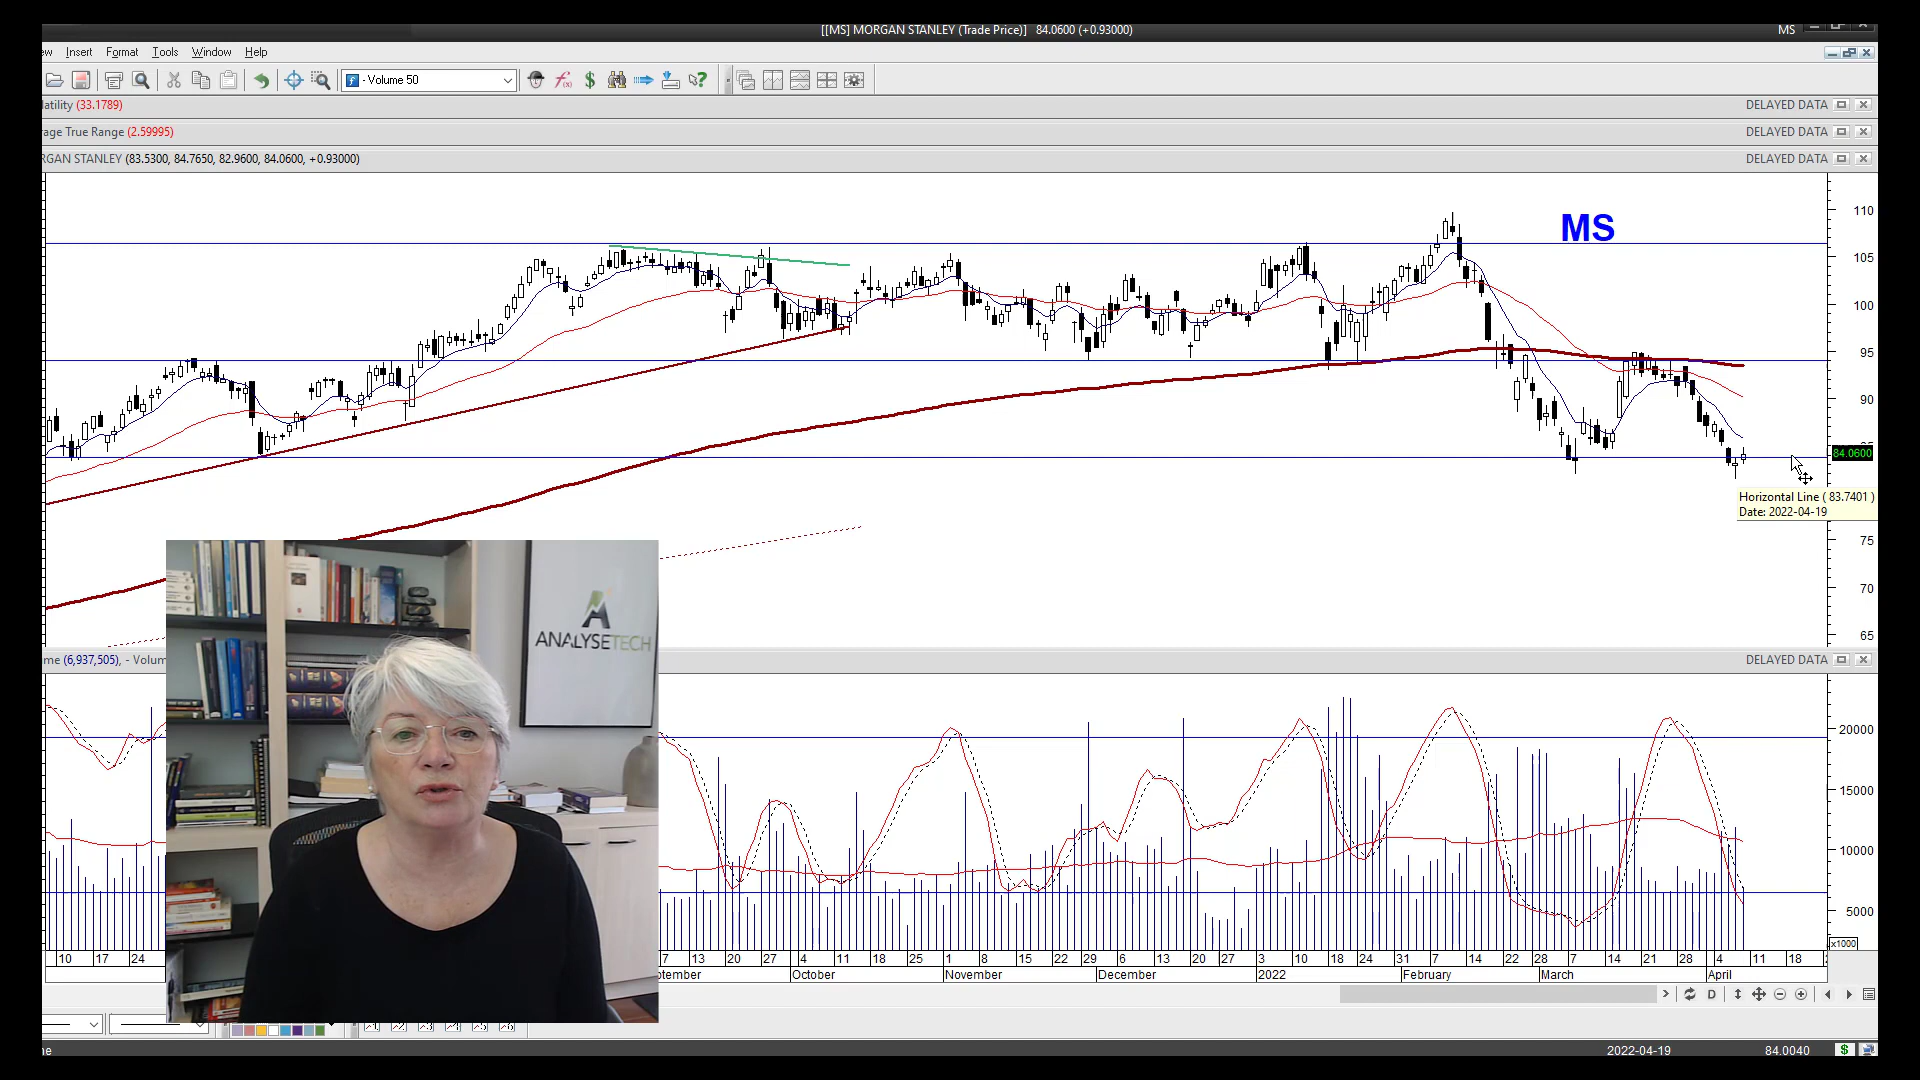 [[MS] MORGAN STANLEY (Trade Price)] 84.0600 (+0.93000)
MS
ew Insert Format Tools Window Help
- Volume 50
latility (33.1789) DELAYED DATA
rage True Range (2.59995) DELAYED DATA
RGAN STANLEY (83.5300, 84.7650, 82.9600, 84.0600, +0.93000) DELAYED DATA
MS
110
105
100
95
90
84.0600
Horizontal Line ( 83.7401 )
Date: 2022-04-19
75
70
65
ANALYSETECH
me (6,937,505), - Volum DELAYED DATA
20000
15000
10000
5000
x1000
10 17 24 7 13 20 27 4 11 18 25 1 8 15 22 29 6 13 20 27 3 10 18 24 31 7 14 22 28 7 14 21 28 4 11 18
ptember October November December 2022 February March April
D
ne 2022-04-19 84.0040